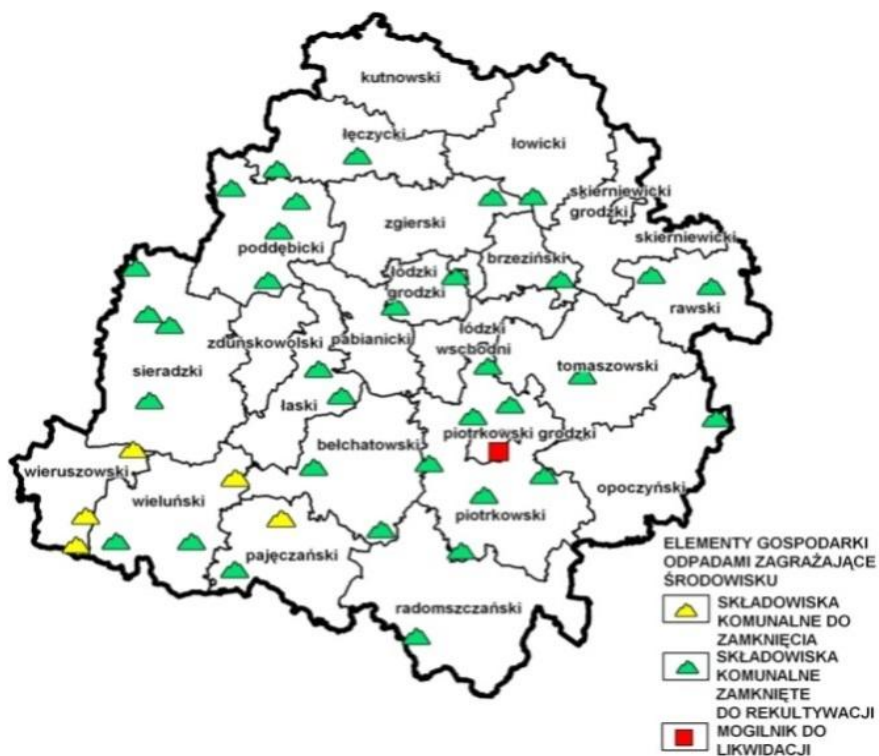 kutnowski
łęczycki
łowicki
skierniewicki
grodzki
zgierski
skierniewicki
poddębicki
brzeziński
łódzki
grodzki
rawski
zduńskowolski
pabianicki
łódzki
wschodni
sieradzki
tomaszowski
łaski
bełchatowski
piotrkowski grodzki
wieruszowski
wieluński
opoczyński
piotrkowski
pajęczański
radomszczański
ELEMENTY GOSPODARKI
ODPADAMI ZAGRAŻAJĄCE
ŚRODOWISKU
SKŁADOWISKA
KOMUNALNE DO
ZAMKNIĘCIA
SKŁADOWISKA
KOMUNALNE
ZAMKNIĘTE
DO REKULTYWACJI
MOGILNIK DO
LIKWIDACJI